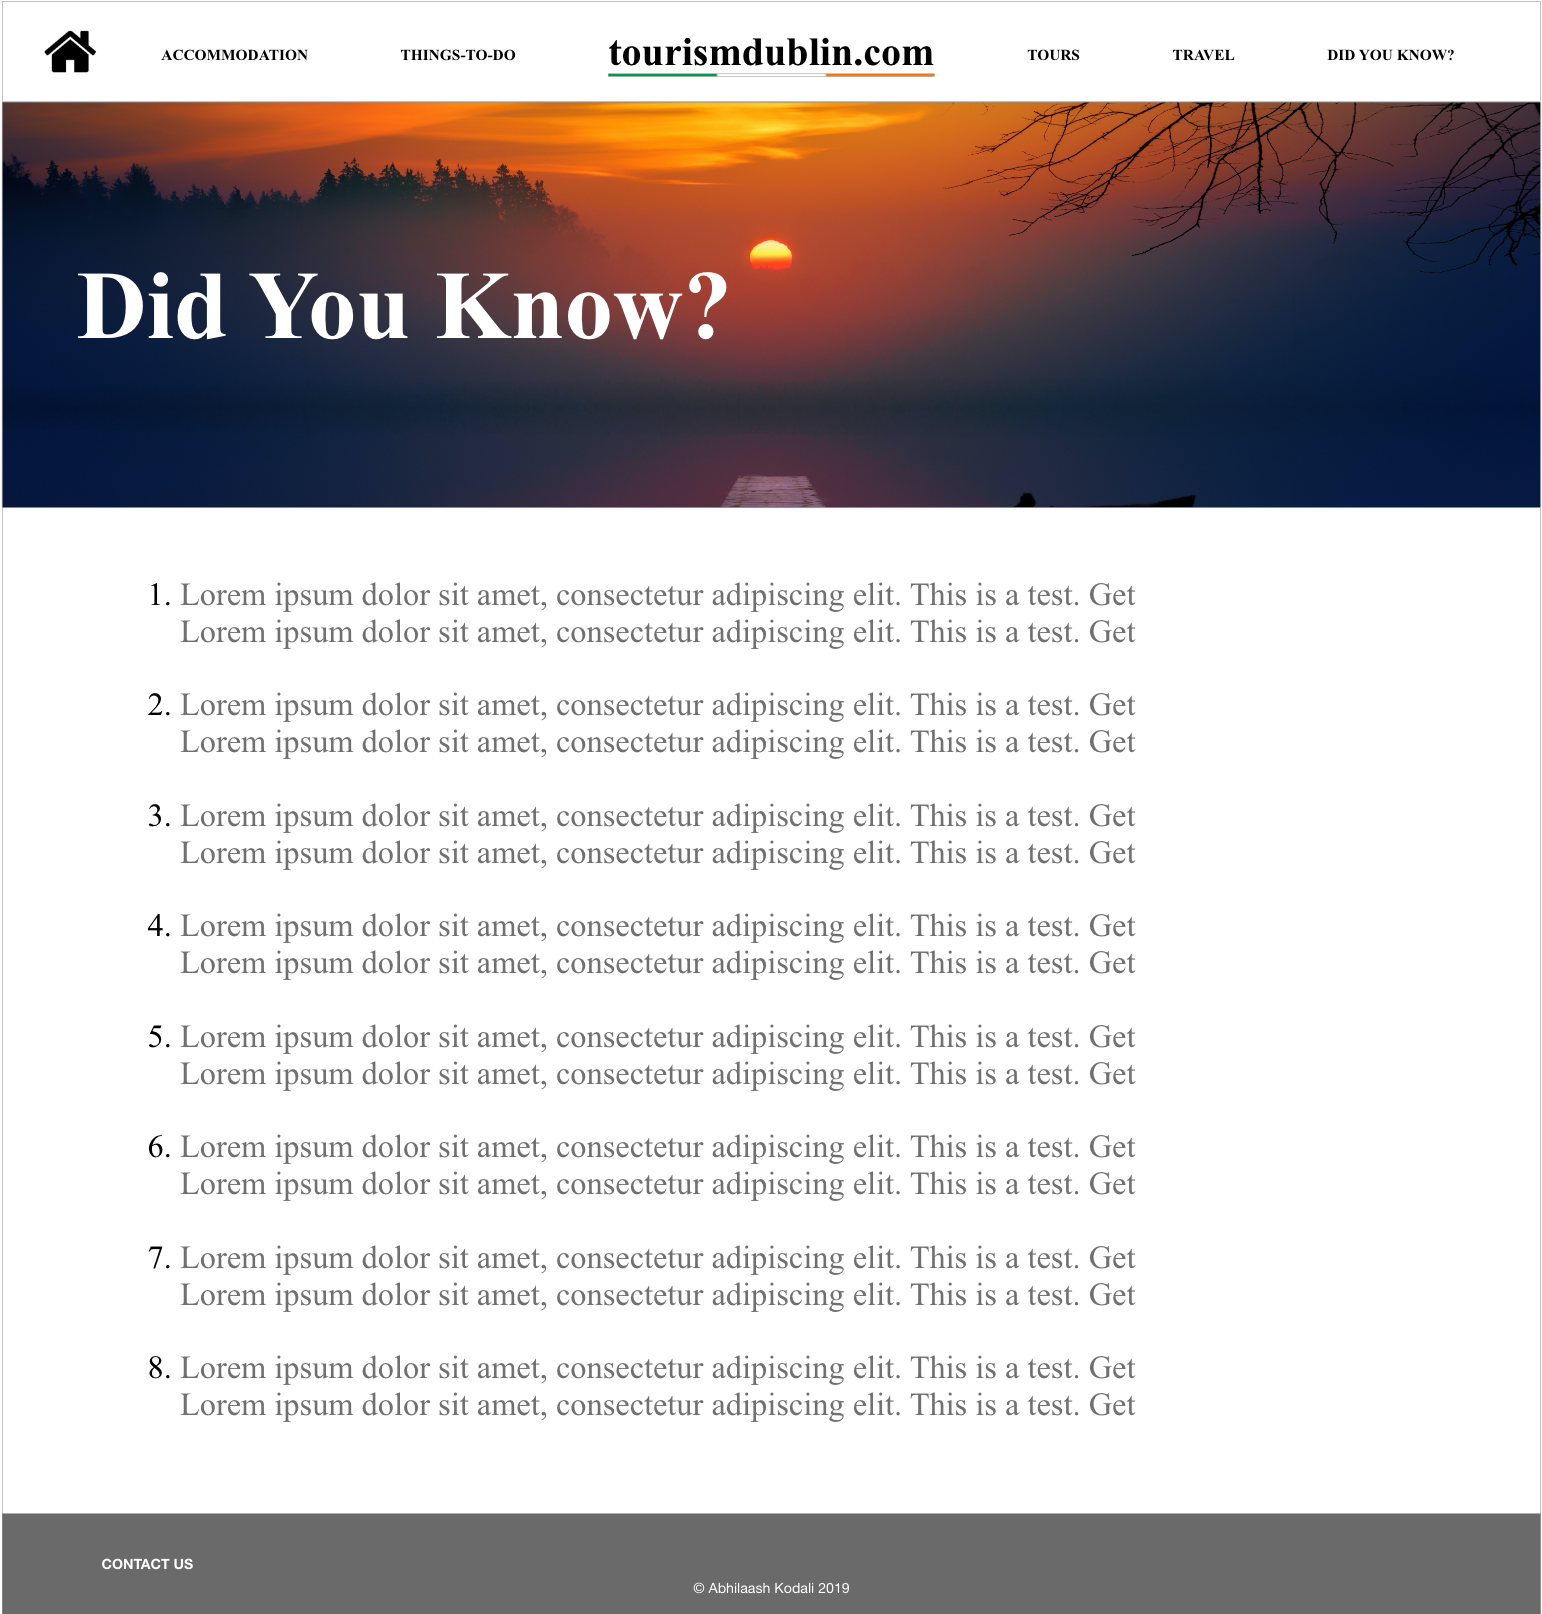 ACCOMMODATION THINGS-TO-DO tourismdublin.com TOURS TRAVEL DID YOU KNOW?
Did You Know?
1. Lorem ipsum dolor sit amet, consectetur adipiscing elit. This is a test. Get
Lorem ipsum dolor sit amet, consectetur adipiscing elit. This is a test. Get
2. Lorem ipsum dolor sit amet, consectetur adipiscing elit. This is a test. Get
Lorem ipsum dolor sit amet, consectetur adipiscing elit. This is a test. Get
3. Lorem ipsum dolor sit amet, consectetur adipiscing elit. This is a test. Get
Lorem ipsum dolor sit amet, consectetur adipiscing elit. This is a test. Get
4. Lorem ipsum dolor sit amet, consectetur adipiscing elit. This is a test. Get
Lorem ipsum dolor sit amet, consectetur adipiscing elit. This is a test. Get
5. Lorem ipsum dolor sit amet, consectetur adipiscing elit. This is a test. Get
Lorem ipsum dolor sit amet, consectetur adipiscing elit. This is a test. Get
6. Lorem ipsum dolor sit amet, consectetur adipiscing elit. This is a test. Get
Lorem ipsum dolor sit amet, consectetur adipiscing elit. This is a test. Get
7. Lorem ipsum dolor sit amet, consectetur adipiscing elit. This is a test. Get
Lorem ipsum dolor sit amet, consectetur adipiscing elit. This is a test. Get
8. Lorem ipsum dolor sit amet, consectetur adipiscing elit. This is a test. Get
Lorem ipsum dolor sit amet, consectetur adipiscing elit. This is a test. Get
CONTACT US
© Abhilaash Kodali 2019